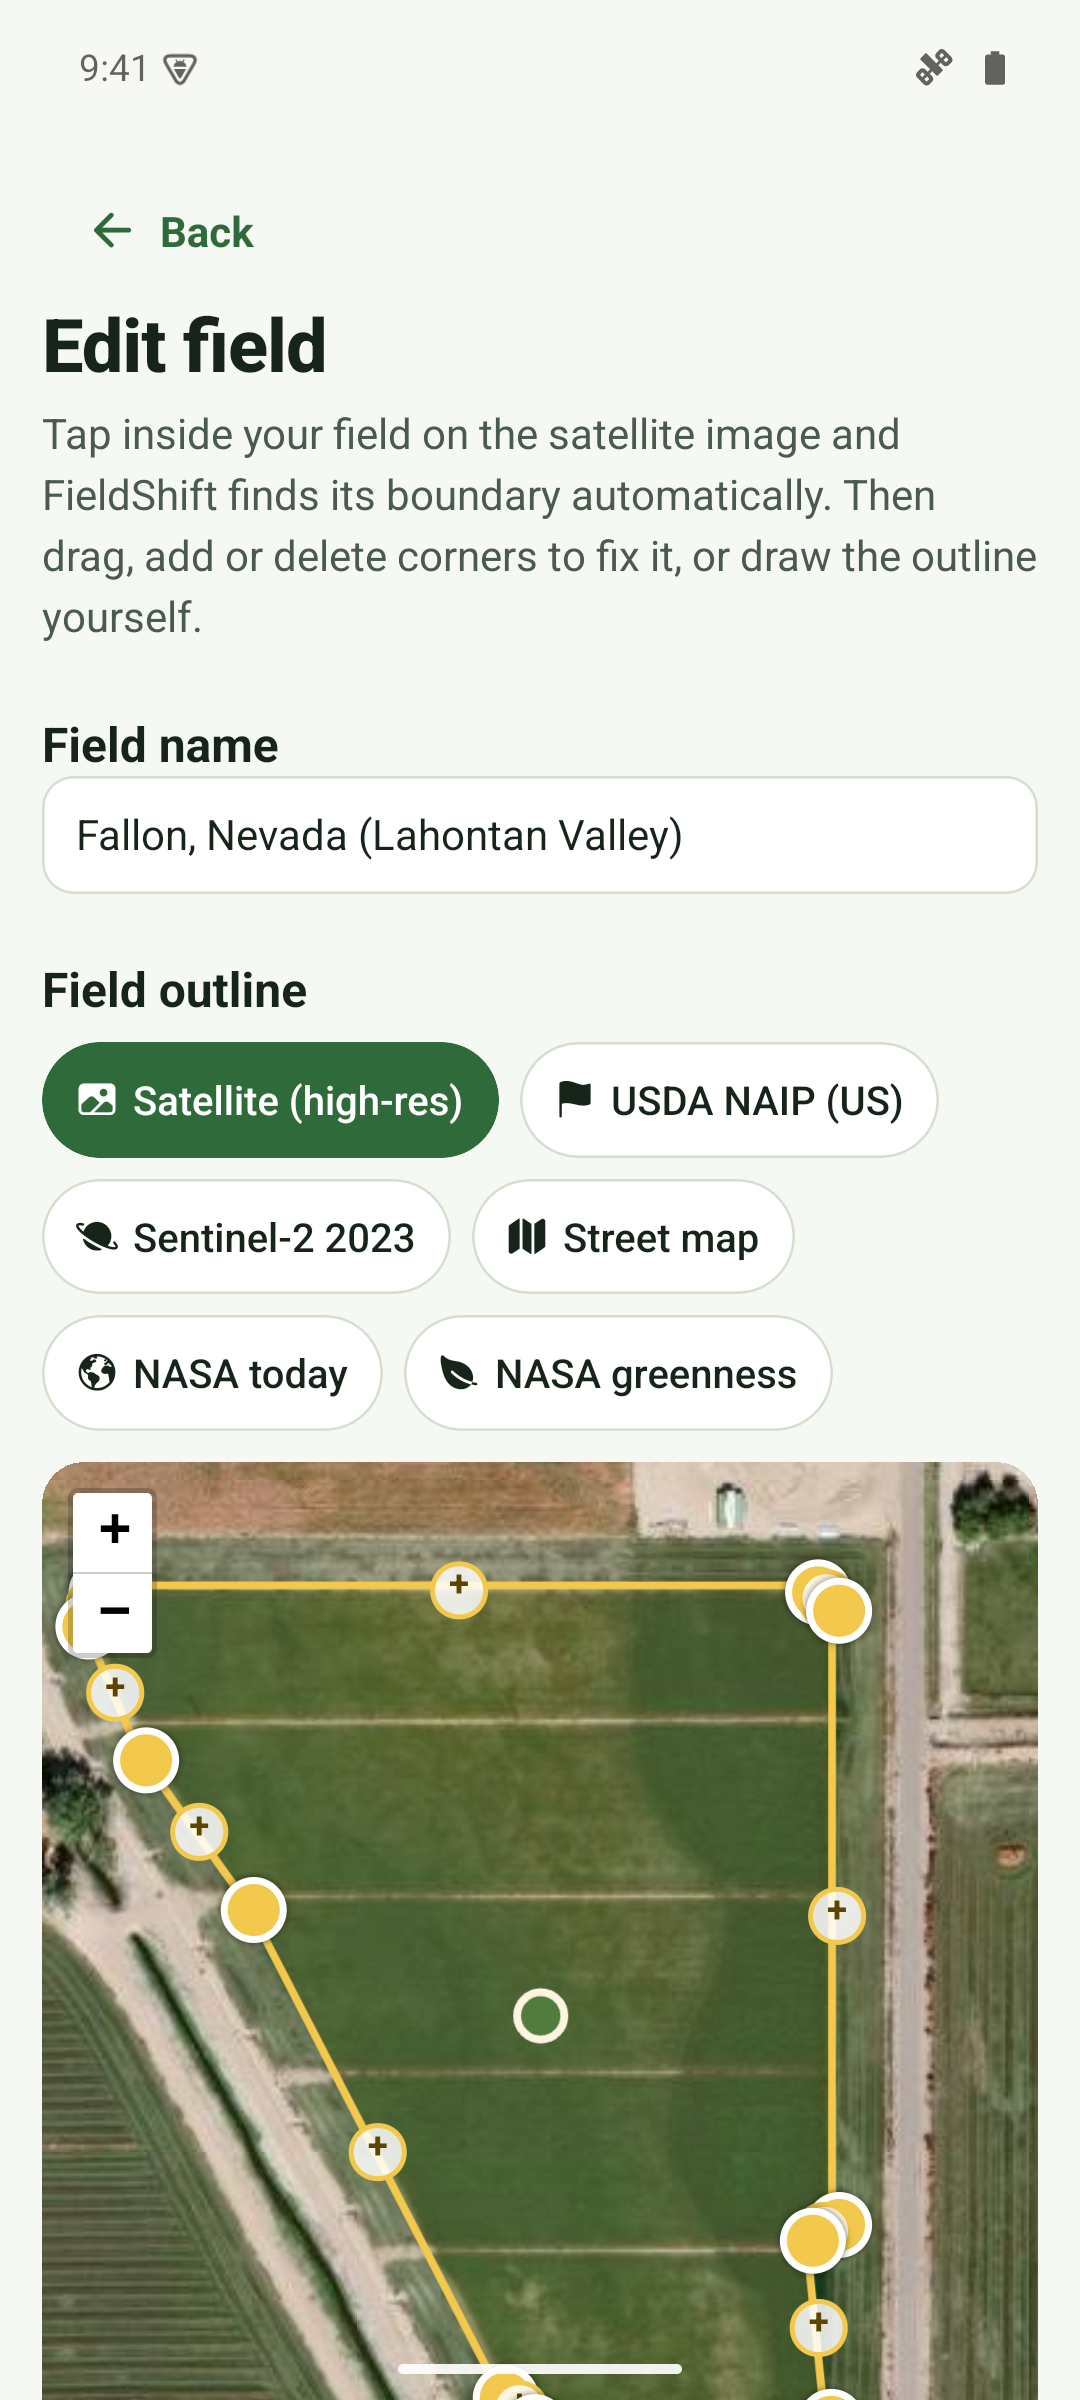 9:41
Back
Edit field
Tap inside your field on the satellite image and
FieldShift finds its boundary automatically. Then
drag, add or delete corners to fix it, or draw the outline
yourself.
Field name
Fallon, Nevada (Lahontan Valley)
Field outline
Satellite (high-res)
USDA NAIP (US)
Sentinel-2 2023
Street map
NASA today
NASA greenness
+
−